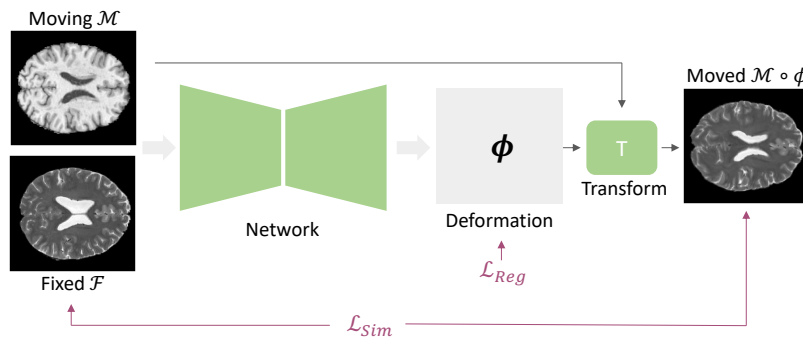 Moving ℳ
Moved ℳ ∘ ϕ
ϕ
T
Transform
Deformation
Network
ℒ_Reg
Fixed ℱ
ℒ_Sim